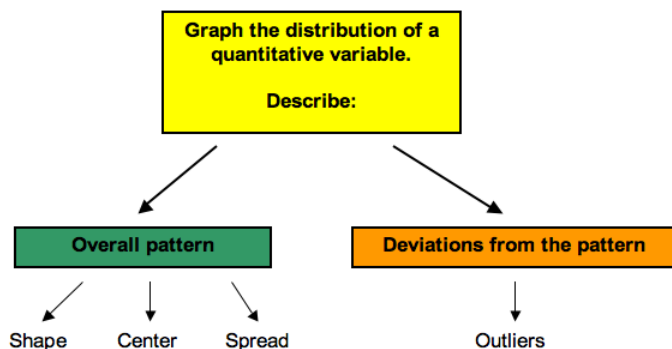 Graph the distribution of a
quantitative variable.
Describe:
Overall pattern
Deviations from the pattern
Shape
Center
Spread
Outliers